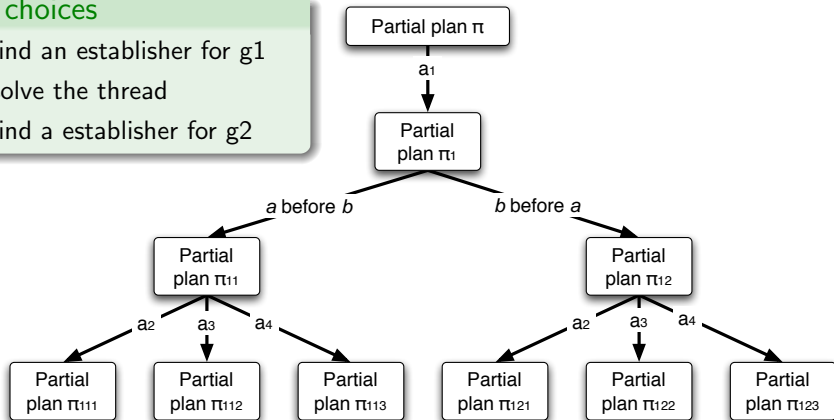 choices
ind an establisher for g1
olve the thread
ind a establisher for g2
Partial plan π
a1
Partial
plan π1
a before b
b before a
Partial
plan π11
Partial
plan π12
a2
a3
a4
a2
a3
a4
Partial
plan π111
Partial
plan π112
Partial
plan π113
Partial
plan π121
Partial
plan π122
Partial
plan π123